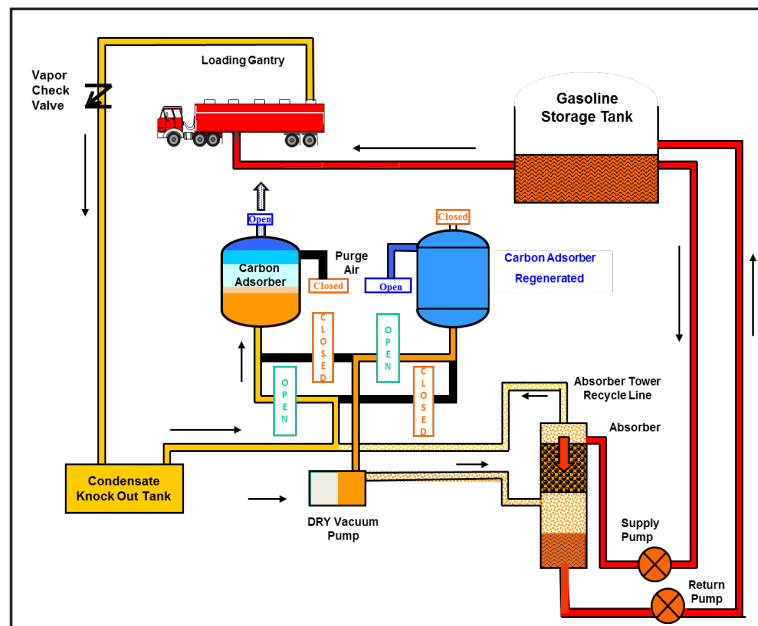 Loading Gantry
Vapor
Check
Valve
Gasoline
Storage Tank
Open
Closed
Purge
Air
Carbon
Adsorber
Closed
Open
Carbon Adsorber
Regenerated
CLOSED
OPEN
OPEN
CLOSED
Absorber Tower
Recycle Line
Absorber
Condensate
Knock Out Tank
DRY Vacuum
Pump
Supply
Pump
Return
Pump